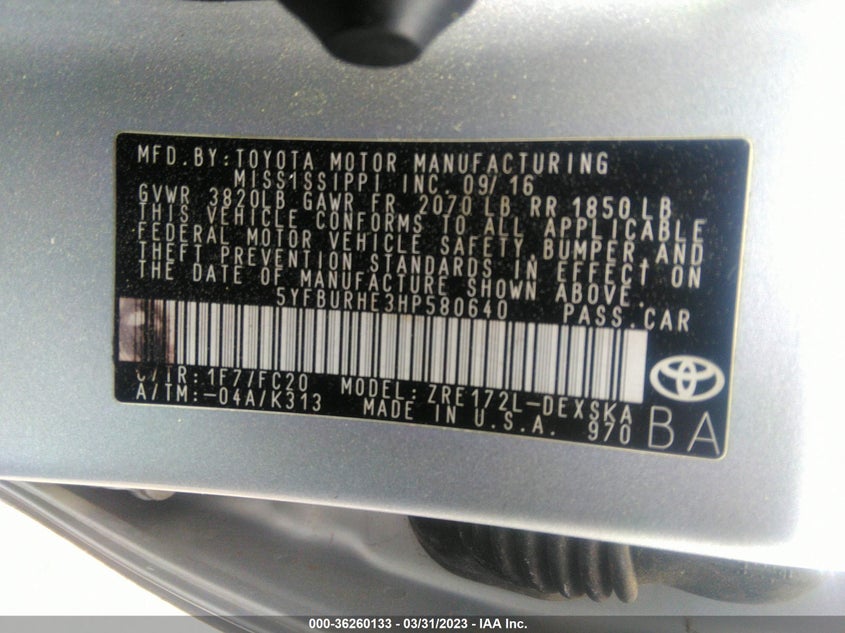 MFD.BY:TOYOTA MOTOR MANUFACTURING
MISS1SSIPPI INC. 09/16
GVWR 3820LB GAWR FR 2070 LB RR 1850 LB
THIS VEHICLE CONFORMS TO ALL APPLICABLE
FEDERAL MOTOR VEHICLE SAFETY, BUMPER, AND
THEFT PREVENTION STANDARDS IN EFFECT ON
THE DATE OF MANUFACTURE SHOWN ABOVE.
5YFBURHE3HP580640 PASS.CAR
C/TR:1F7/FC20 MODEL:ZRE172L-DEXSKA
A/TM:-04A/K313 MADE IN U.S.A. 970
BA
000-36260133 - 03/31/2023 - IAA Inc.